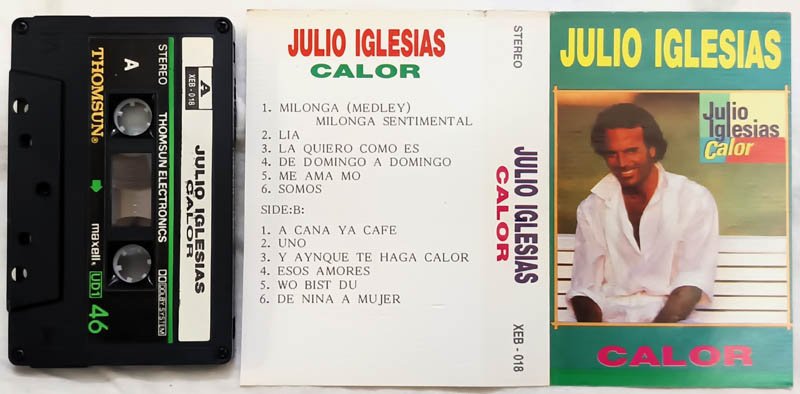 STEREO
A
THOMSUN
A
XEB - 018
THOMSUN ELECTRONICS
JULIO IGLESIAS
CALOR
maxell
UD1
46
DOLBY SYSTEM
JULIO IGLESIAS
CALOR
1. MILONGA (MEDLEY)
MILONGA SENTIMENTAL
2. LIA
3. LA QUIERO COMO ES
4. DE DOMINGO A DOMINGO
5. ME AMA MO
6. SOMOS
SIDE:B:
1. A CANA YA CAFE
2. UNO
3. Y AYNQUE TE HAGA CALOR
4. ESOS AMORES
5. WO BIST DU
6. DE NINA A MUJER
STEREO
JULIO IGLESIAS
CALOR
XEB - 018
JULIO IGLESIAS
Julio
Iglesias
Calor
CALOR